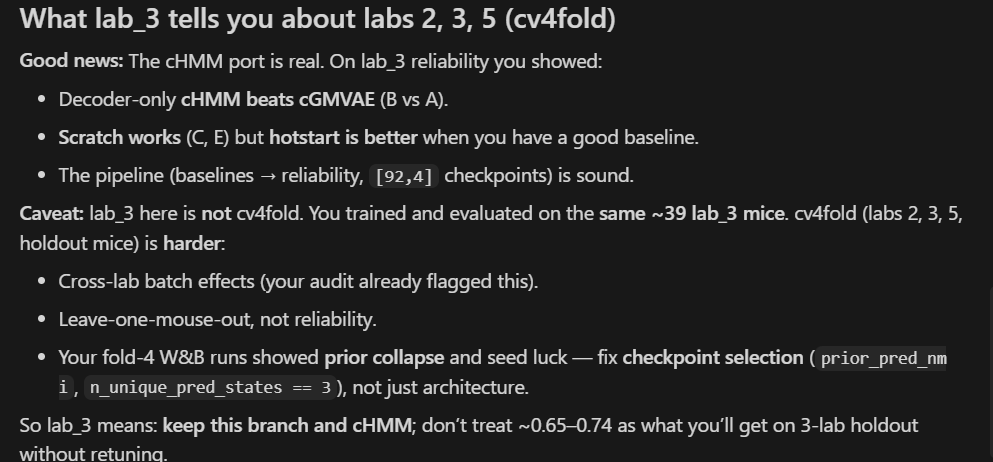 What lab_3 tells you about labs 2, 3, 5 (cv4fold)
Good news: The cHMM port is real. On lab_3 reliability you showed:
• Decoder-only cHMM beats cGMVAE (B vs A).
• Scratch works (C, E) but hotstart is better when you have a good baseline.
• The pipeline (baselines → reliability, [92,4] checkpoints) is sound.
Caveat: lab_3 here is not cv4fold. You trained and evaluated on the same ~39 lab_3 mice. cv4fold (labs 2, 3, 5,
holdout mice) is harder:
• Cross-lab batch effects (your audit already flagged this).
• Leave-one-mouse-out, not reliability.
• Your fold-4 W&B runs showed prior collapse and seed luck — fix checkpoint selection ( prior_pred_nm
i , n_unique_pred_states == 3 ), not just architecture.
So lab_3 means: keep this branch and cHMM; don't treat ~0.65–0.74 as what you'll get on 3-lab holdout
without retuning.